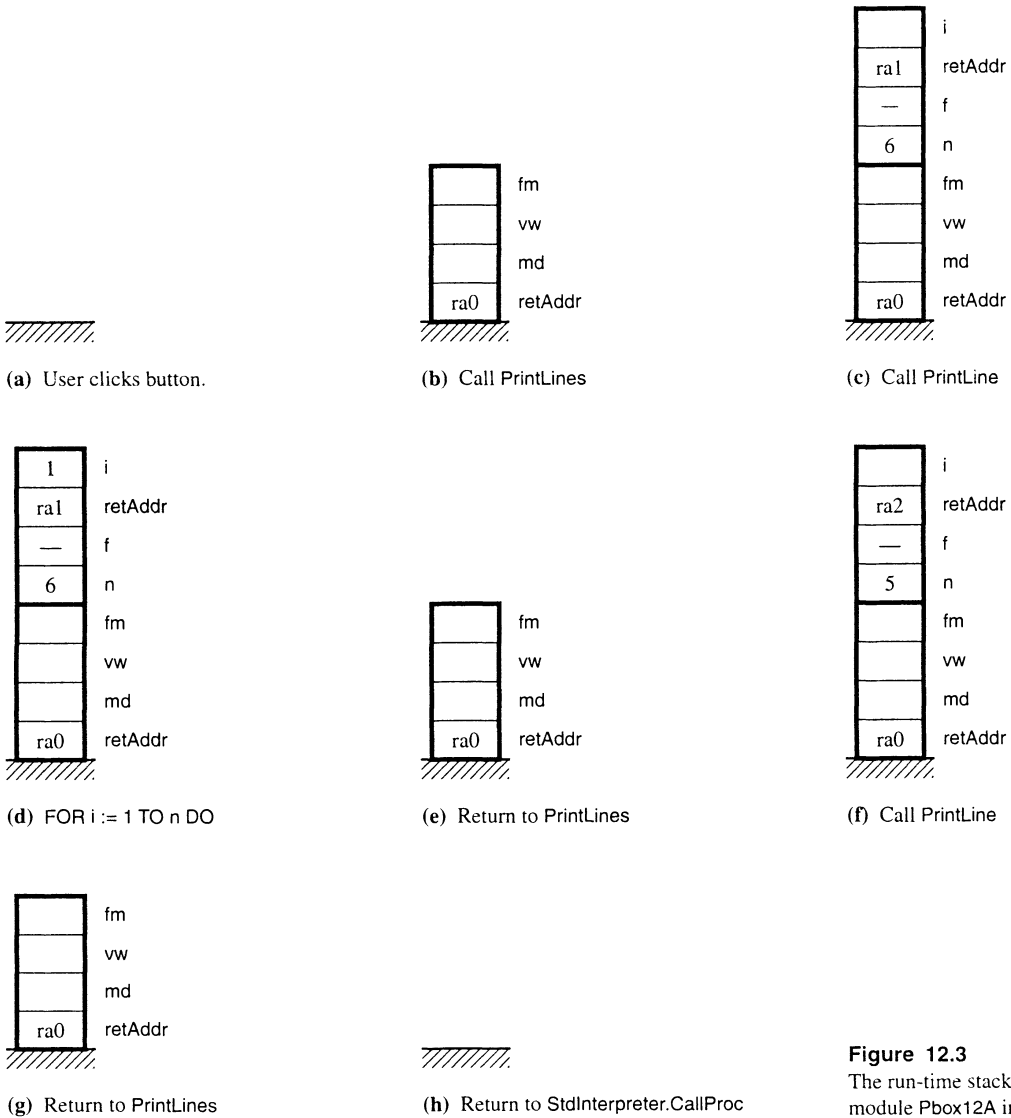 i
ra1 retAddr
— f
6 n
fm
vw
md
ra0 retAddr
(a) User clicks button.
fm
vw
md
ra0 retAddr
(b) Call PrintLines
(c) Call PrintLine
1 i
ra1 retAddr
— f
6 n
fm
vw
md
ra0 retAddr
(d) FOR i := 1 TO n DO
fm
vw
md
ra0 retAddr
(e) Return to PrintLines
i
ra2 retAddr
— f
5 n
fm
vw
md
ra0 retAddr
(f) Call PrintLine
fm
vw
md
ra0 retAddr
(g) Return to PrintLines
(h) Return to StdInterpreter.CallProc
Figure 12.3
The run-time stack
module Pbox12A in